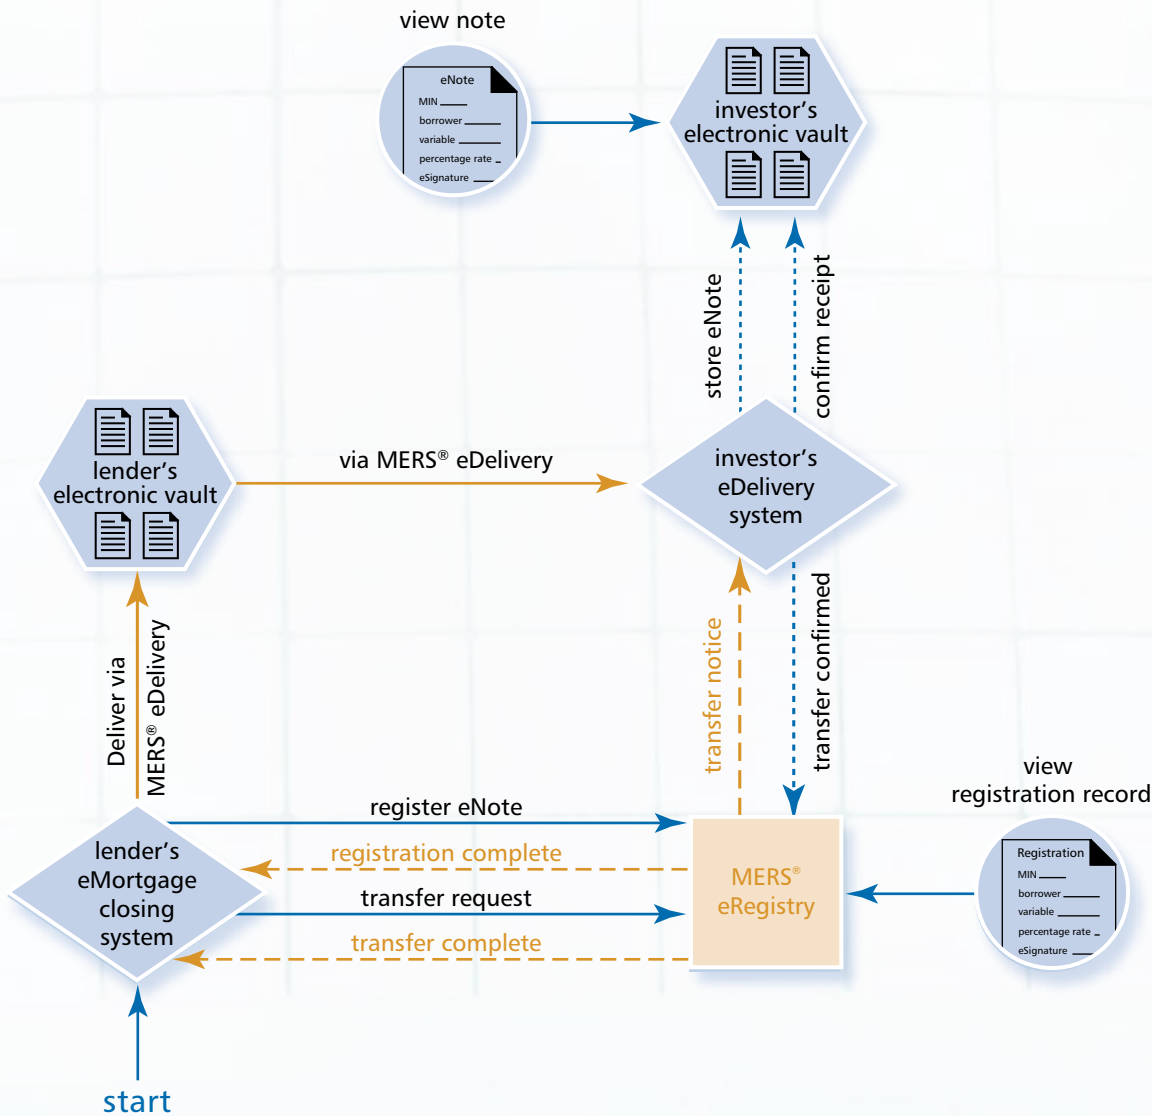 view note
eNote
MIN
borrower
variable
percentage rate
eSignature
investor's
electronic vault
store eNote
confirm receipt
lender's
electronic vault
via MERS® eDelivery
investor's
eDelivery
system
Deliver via
MERS® eDelivery
transfer notice
transfer confirmed
view
registration record
Registration
MIN
borrower
variable
percentage rate
eSignature
lender's
eMortgage
closing
system
register eNote
registration complete
transfer request
transfer complete
MERS®
eRegistry
start